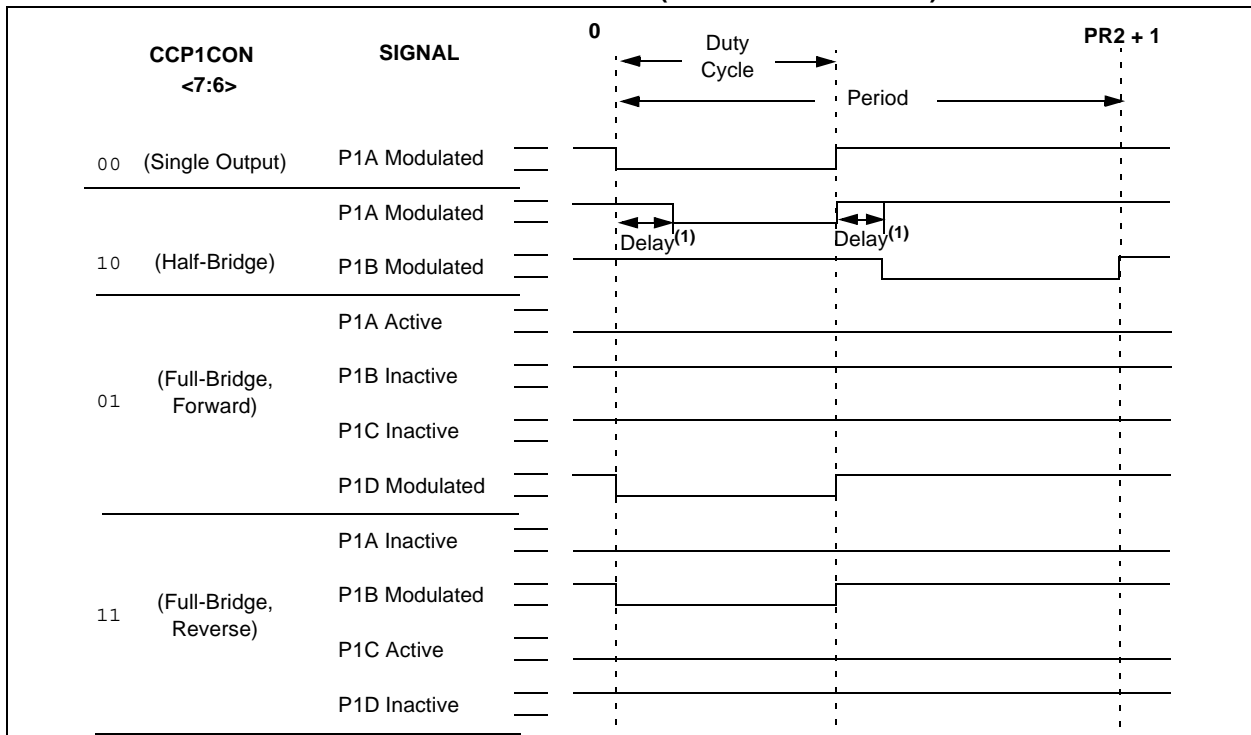 0
PR2 + 1
CCP1CON
<7:6>
SIGNAL
Duty
Cycle
Period
00 (Single Output) P1A Modulated
P1A Modulated
Delay(1) Delay(1)
10 (Half-Bridge) P1B Modulated
P1A Active
01 (Full-Bridge,
Forward)
P1B Inactive
P1C Inactive
P1D Modulated
P1A Inactive
11 (Full-Bridge,
Reverse)
P1B Modulated
P1C Active
P1D Inactive